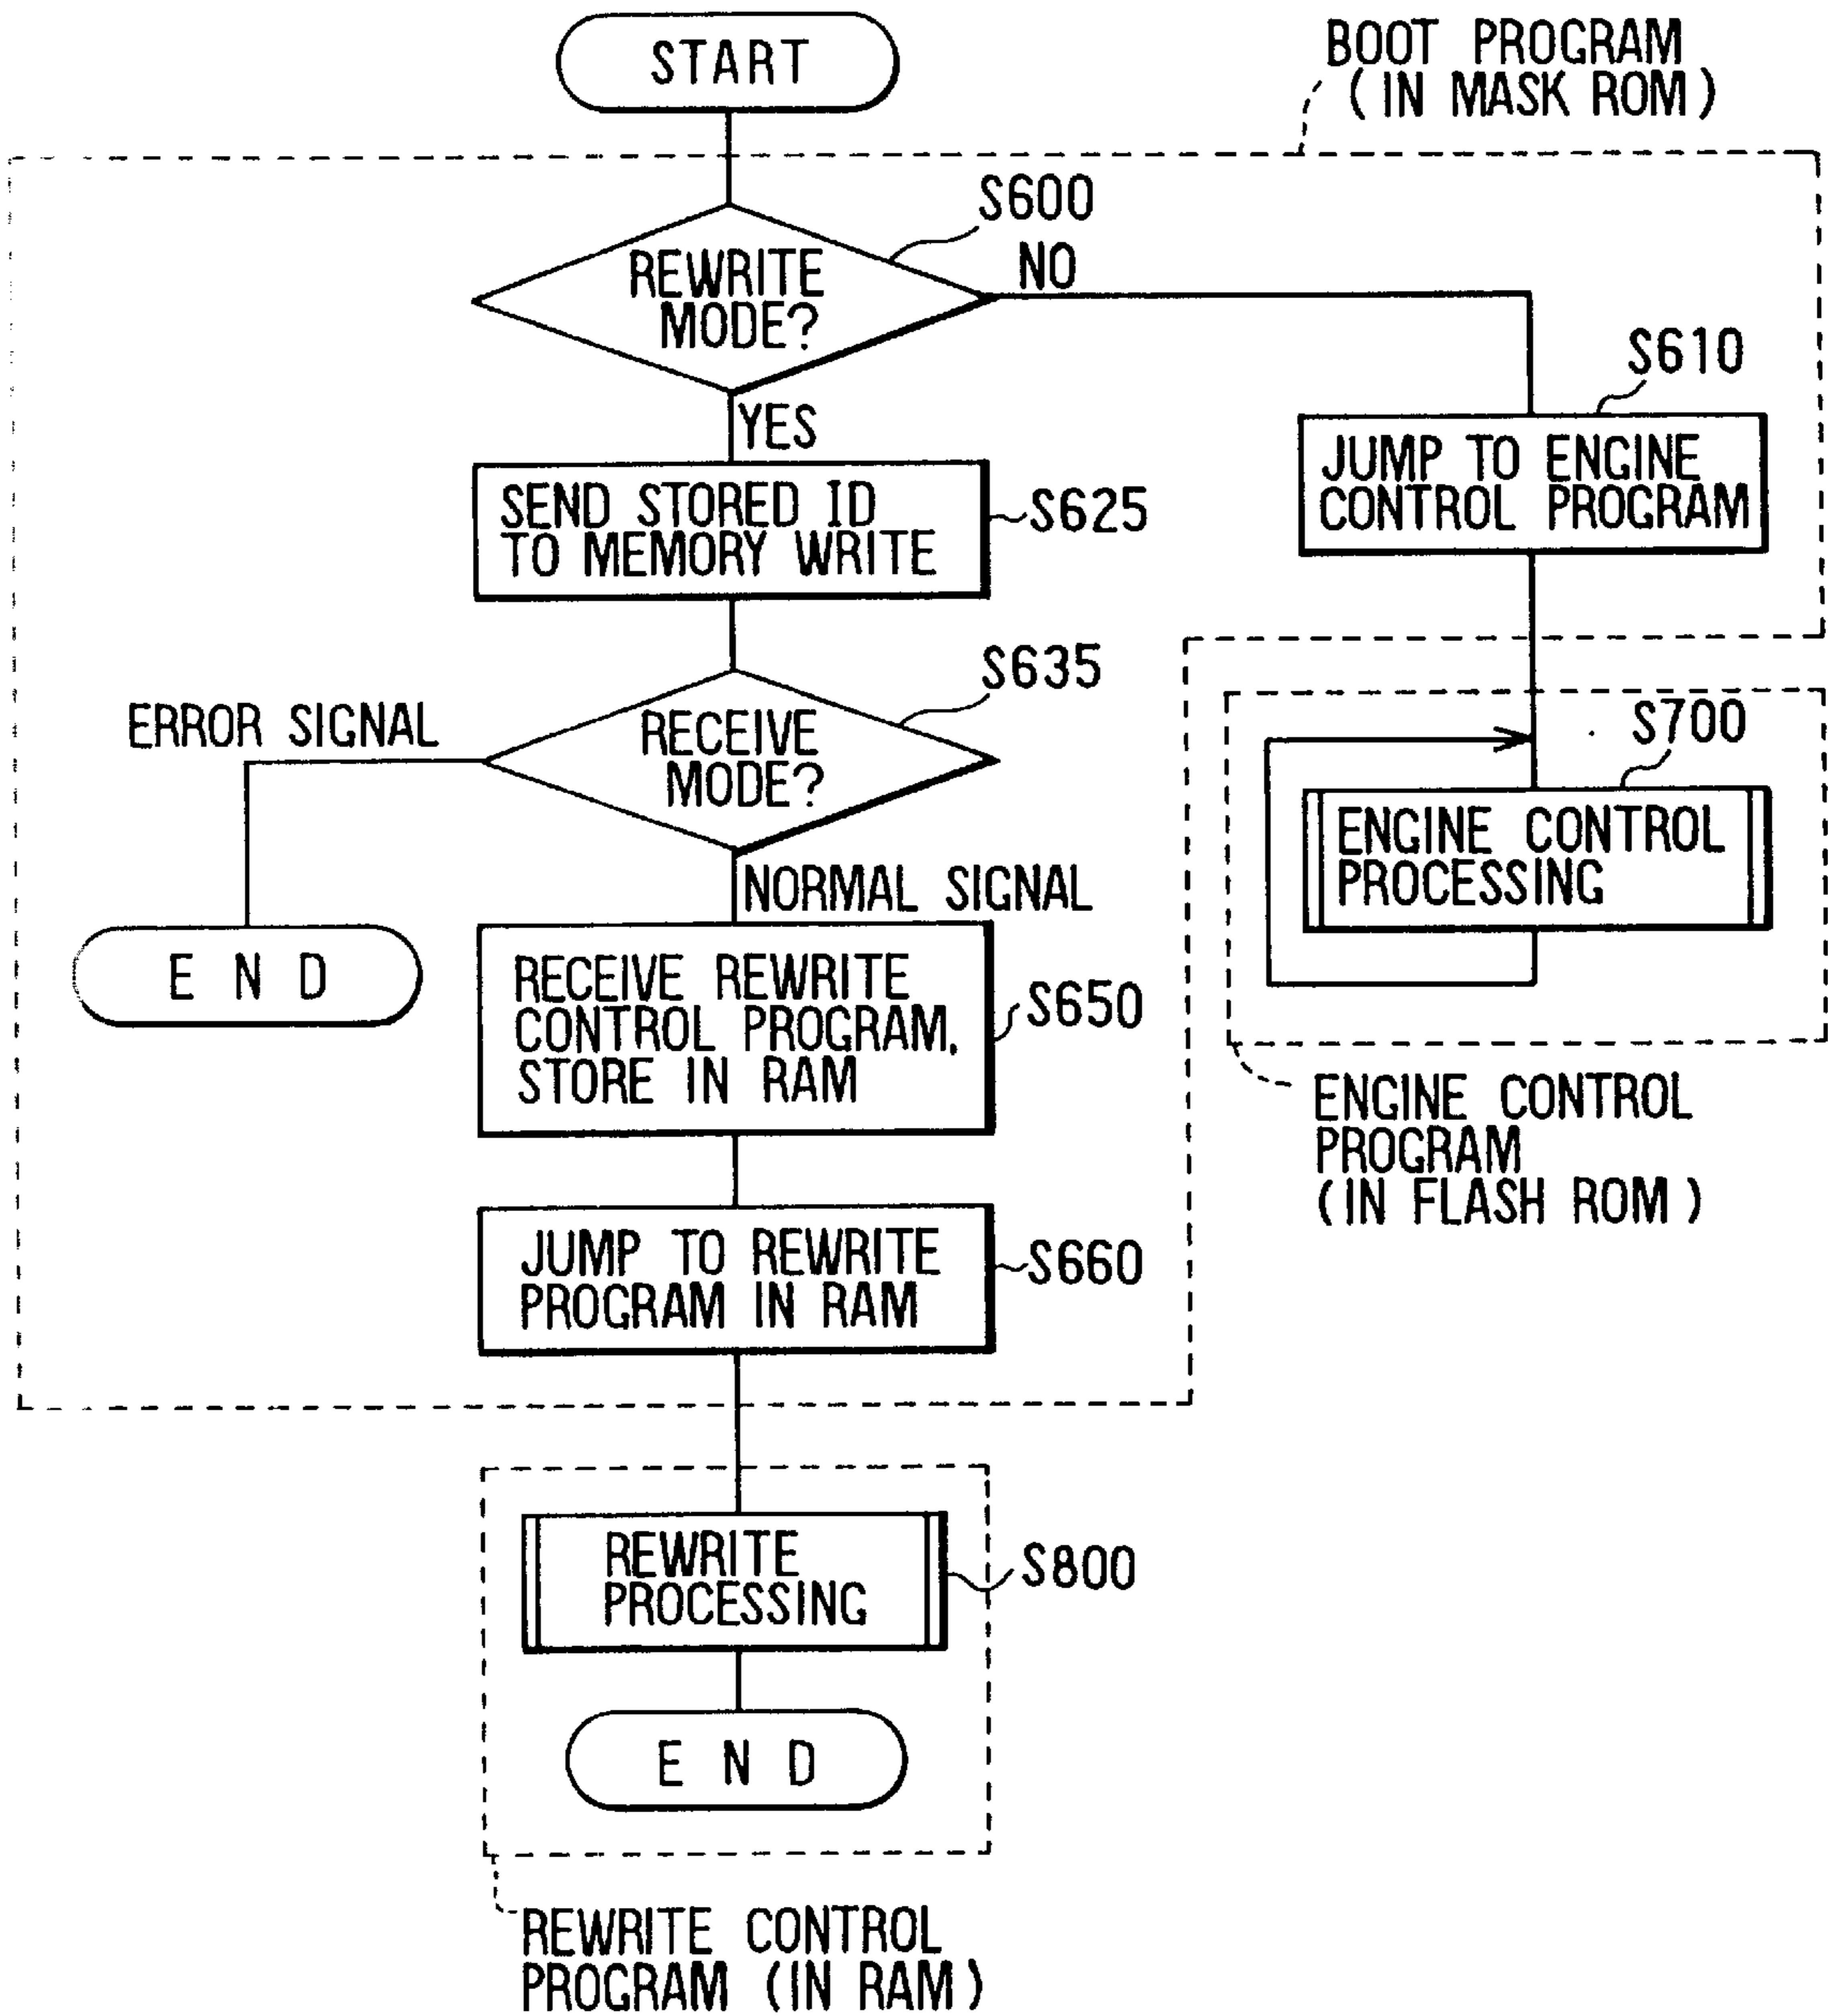 START
BOOT PROGRAM
(IN MASK ROM)
S600
REWRITE
MODE?
NO
YES
S610
JUMP TO ENGINE
CONTROL PROGRAM
SEND STORED ID
TO MEMORY WRITE
S625
S635
ERROR SIGNAL
RECEIVE
MODE?
S700
ENGINE CONTROL
PROCESSING
NORMAL SIGNAL
END
RECEIVE REWRITE
CONTROL PROGRAM,
STORE IN RAM
S650
ENGINE CONTROL
PROGRAM
(IN FLASH ROM)
JUMP TO REWRITE
PROGRAM IN RAM
S660
REWRITE
PROCESSING
S800
END
REWRITE CONTROL
PROGRAM (IN RAM)